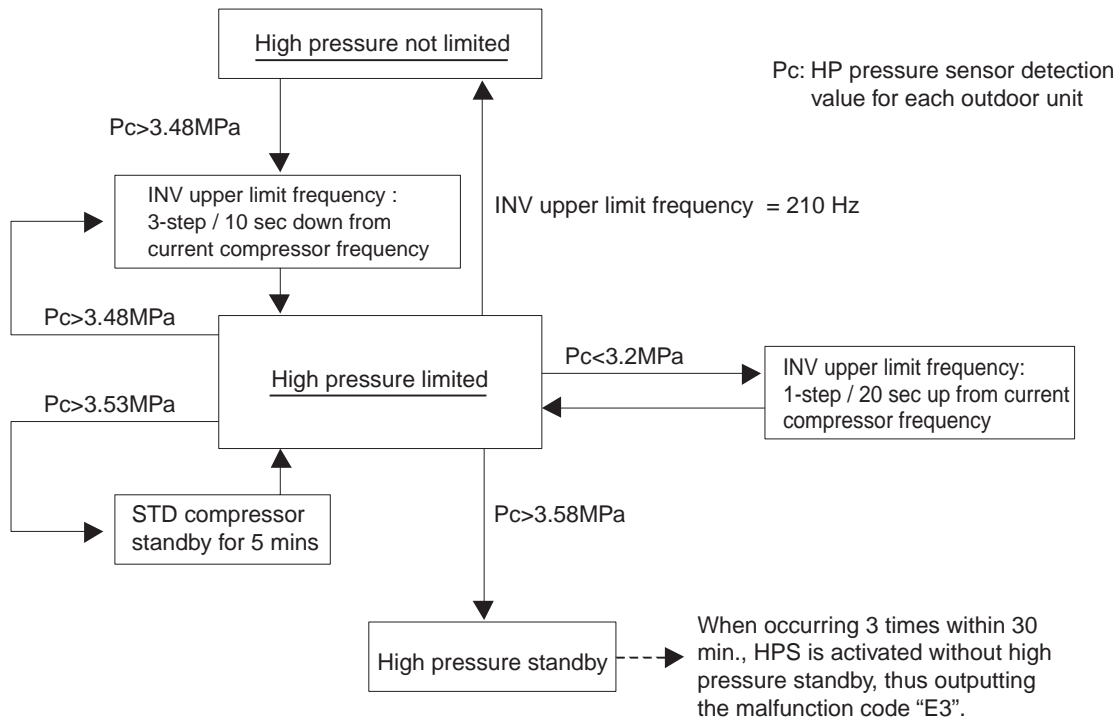 High pressure not limited
Pc: HP pressure sensor detection
value for each outdoor unit
Pc>3.48MPa
INV upper limit frequency :
3-step / 10 sec down from
current compressor frequency
INV upper limit frequency = 210 Hz
Pc>3.48MPa
High pressure limited
Pc<3.2MPa
INV upper limit frequency:
1-step / 20 sec up from current
compressor frequency
Pc>3.53MPa
STD compressor
standby for 5 mins
Pc>3.58MPa
High pressure standby
When occurring 3 times within 30
min., HPS is activated without high
pressure standby, thus outputting
the malfunction code “E3”.